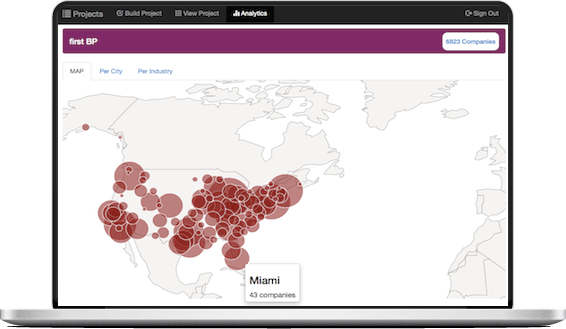 Projects Build Project View Project Analytics Sign Out
first BP 6823 Companies
MAP Per City Per Industry
Miami
43 companies